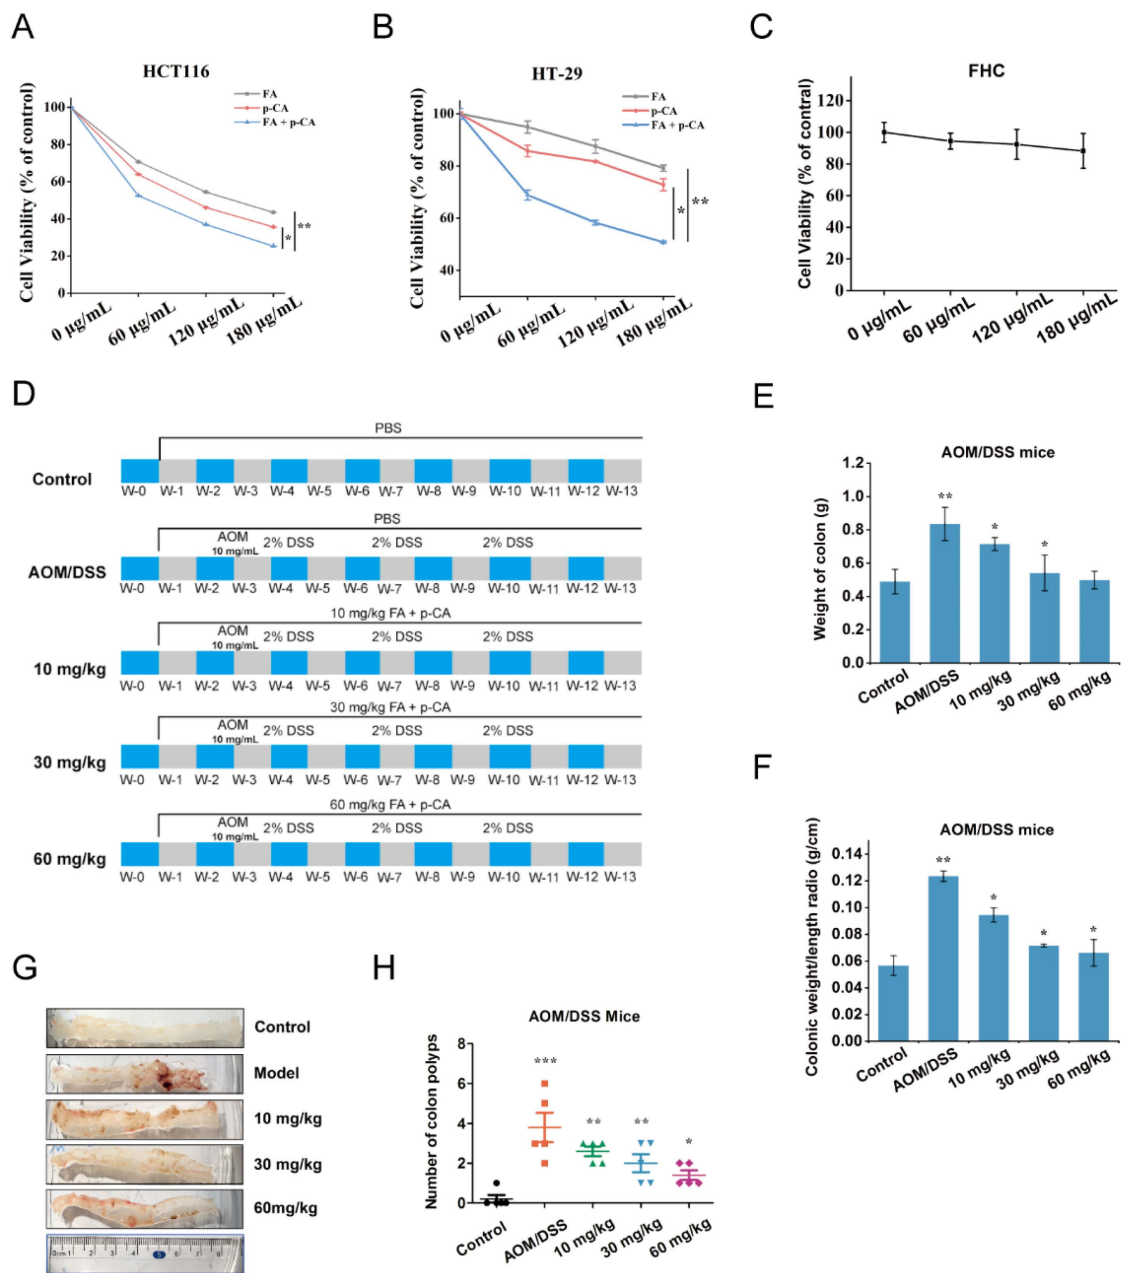 A
B
C
HCT116
Cell Viability (% of control)
100
80
60
40
20
0
FA
p-CA
FA + p-CA
*
**
0 µg/mL
60 µg/mL
120 µg/mL
180 µg/mL
HT-29
Cell Viability (% of control)
100
80
60
40
FA
p-CA
FA + p-CA
*
**
0 µg/mL
60 µg/mL
120 µg/mL
180 µg/mL
FHC
Cell Viability (% of contral)
120
100
80
60
40
20
0
0 µg/mL
60 µg/mL
120 µg/mL
180 µg/mL
D
PBS
Control
W-0 W-1 W-2 W-3 W-4 W-5 W-6 W-7 W-8 W-9 W-10 W-11 W-12 W-13
PBS
AOM 2% DSS 2% DSS 2% DSS
10 mg/mL
AOM/DSS
W-0 W-1 W-2 W-3 W-4 W-5 W-6 W-7 W-8 W-9 W-10 W-11 W-12 W-13
10 mg/kg FA + p-CA
AOM 2% DSS 2% DSS 2% DSS
10 mg/mL
10 mg/kg
W-0 W-1 W-2 W-3 W-4 W-5 W-6 W-7 W-8 W-9 W-10 W-11 W-12 W-13
30 mg/kg FA + p-CA
AOM 2% DSS 2% DSS 2% DSS
10 mg/mL
30 mg/kg
W-0 W-1 W-2 W-3 W-4 W-5 W-6 W-7 W-8 W-9 W-10 W-11 W-12 W-13
60 mg/kg FA + p-CA
AOM 2% DSS 2% DSS 2% DSS
10 mg/mL
60 mg/kg
W-0 W-1 W-2 W-3 W-4 W-5 W-6 W-7 W-8 W-9 W-10 W-11 W-12 W-13
E
AOM/DSS mice
Weight of colon (g)
1.2
1.0
0.8
0.6
0.4
0.2
0.0
**
*
*
Control
AOM/DSS
10 mg/kg
30 mg/kg
60 mg/kg
F
AOM/DSS mice
Colonic weight/length radio (g/cm)
0.14
0.12
0.10
0.08
0.06
0.04
0.02
0.00
**
*
*
*
Control
AOM/DSS
10 mg/kg
30 mg/kg
60 mg/kg
G
Control
Model
10 mg/kg
30 mg/kg
60mg/kg
0cm 1 2 3 4 5 6 7 8
H
AOM/DSS Mice
Number of colon polyps
8
6
4
2
0
***
**
**
*
Control
AOM/DSS
10 mg/kg
30 mg/kg
60 mg/kg